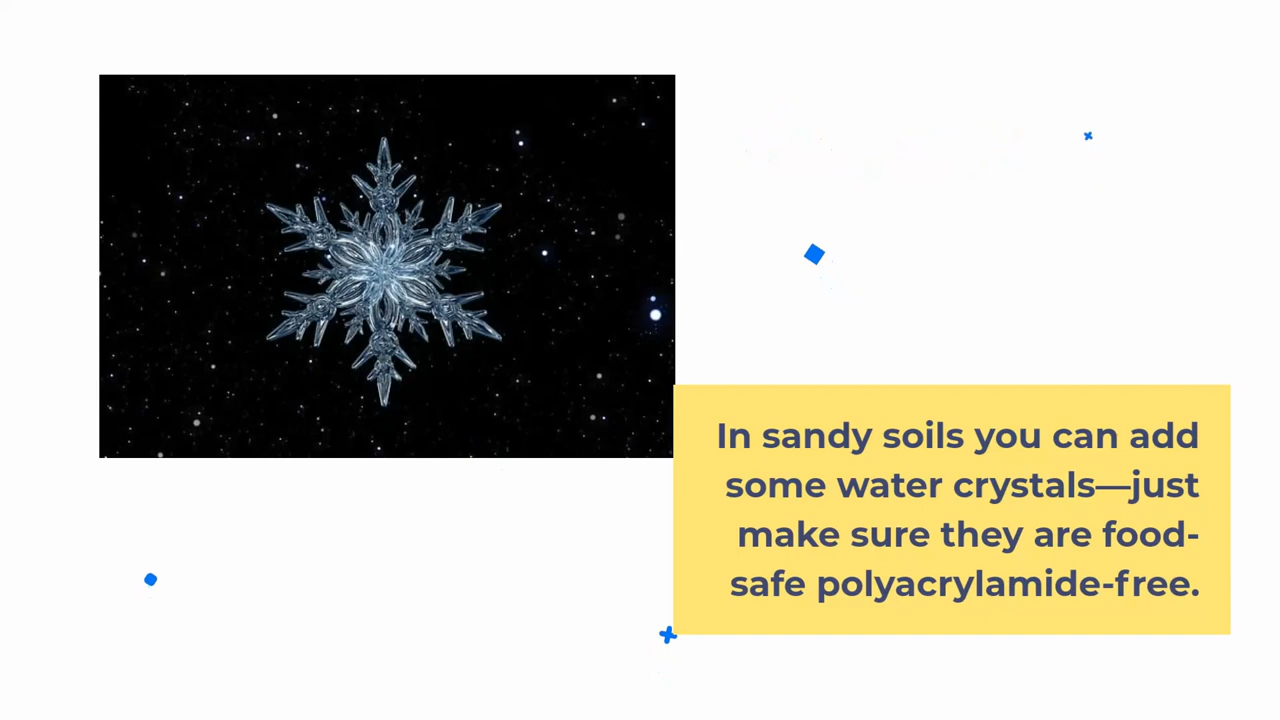 In sandy soils you can add
some water crystals—just
make sure they are food-
safe polyacrylamide-free.